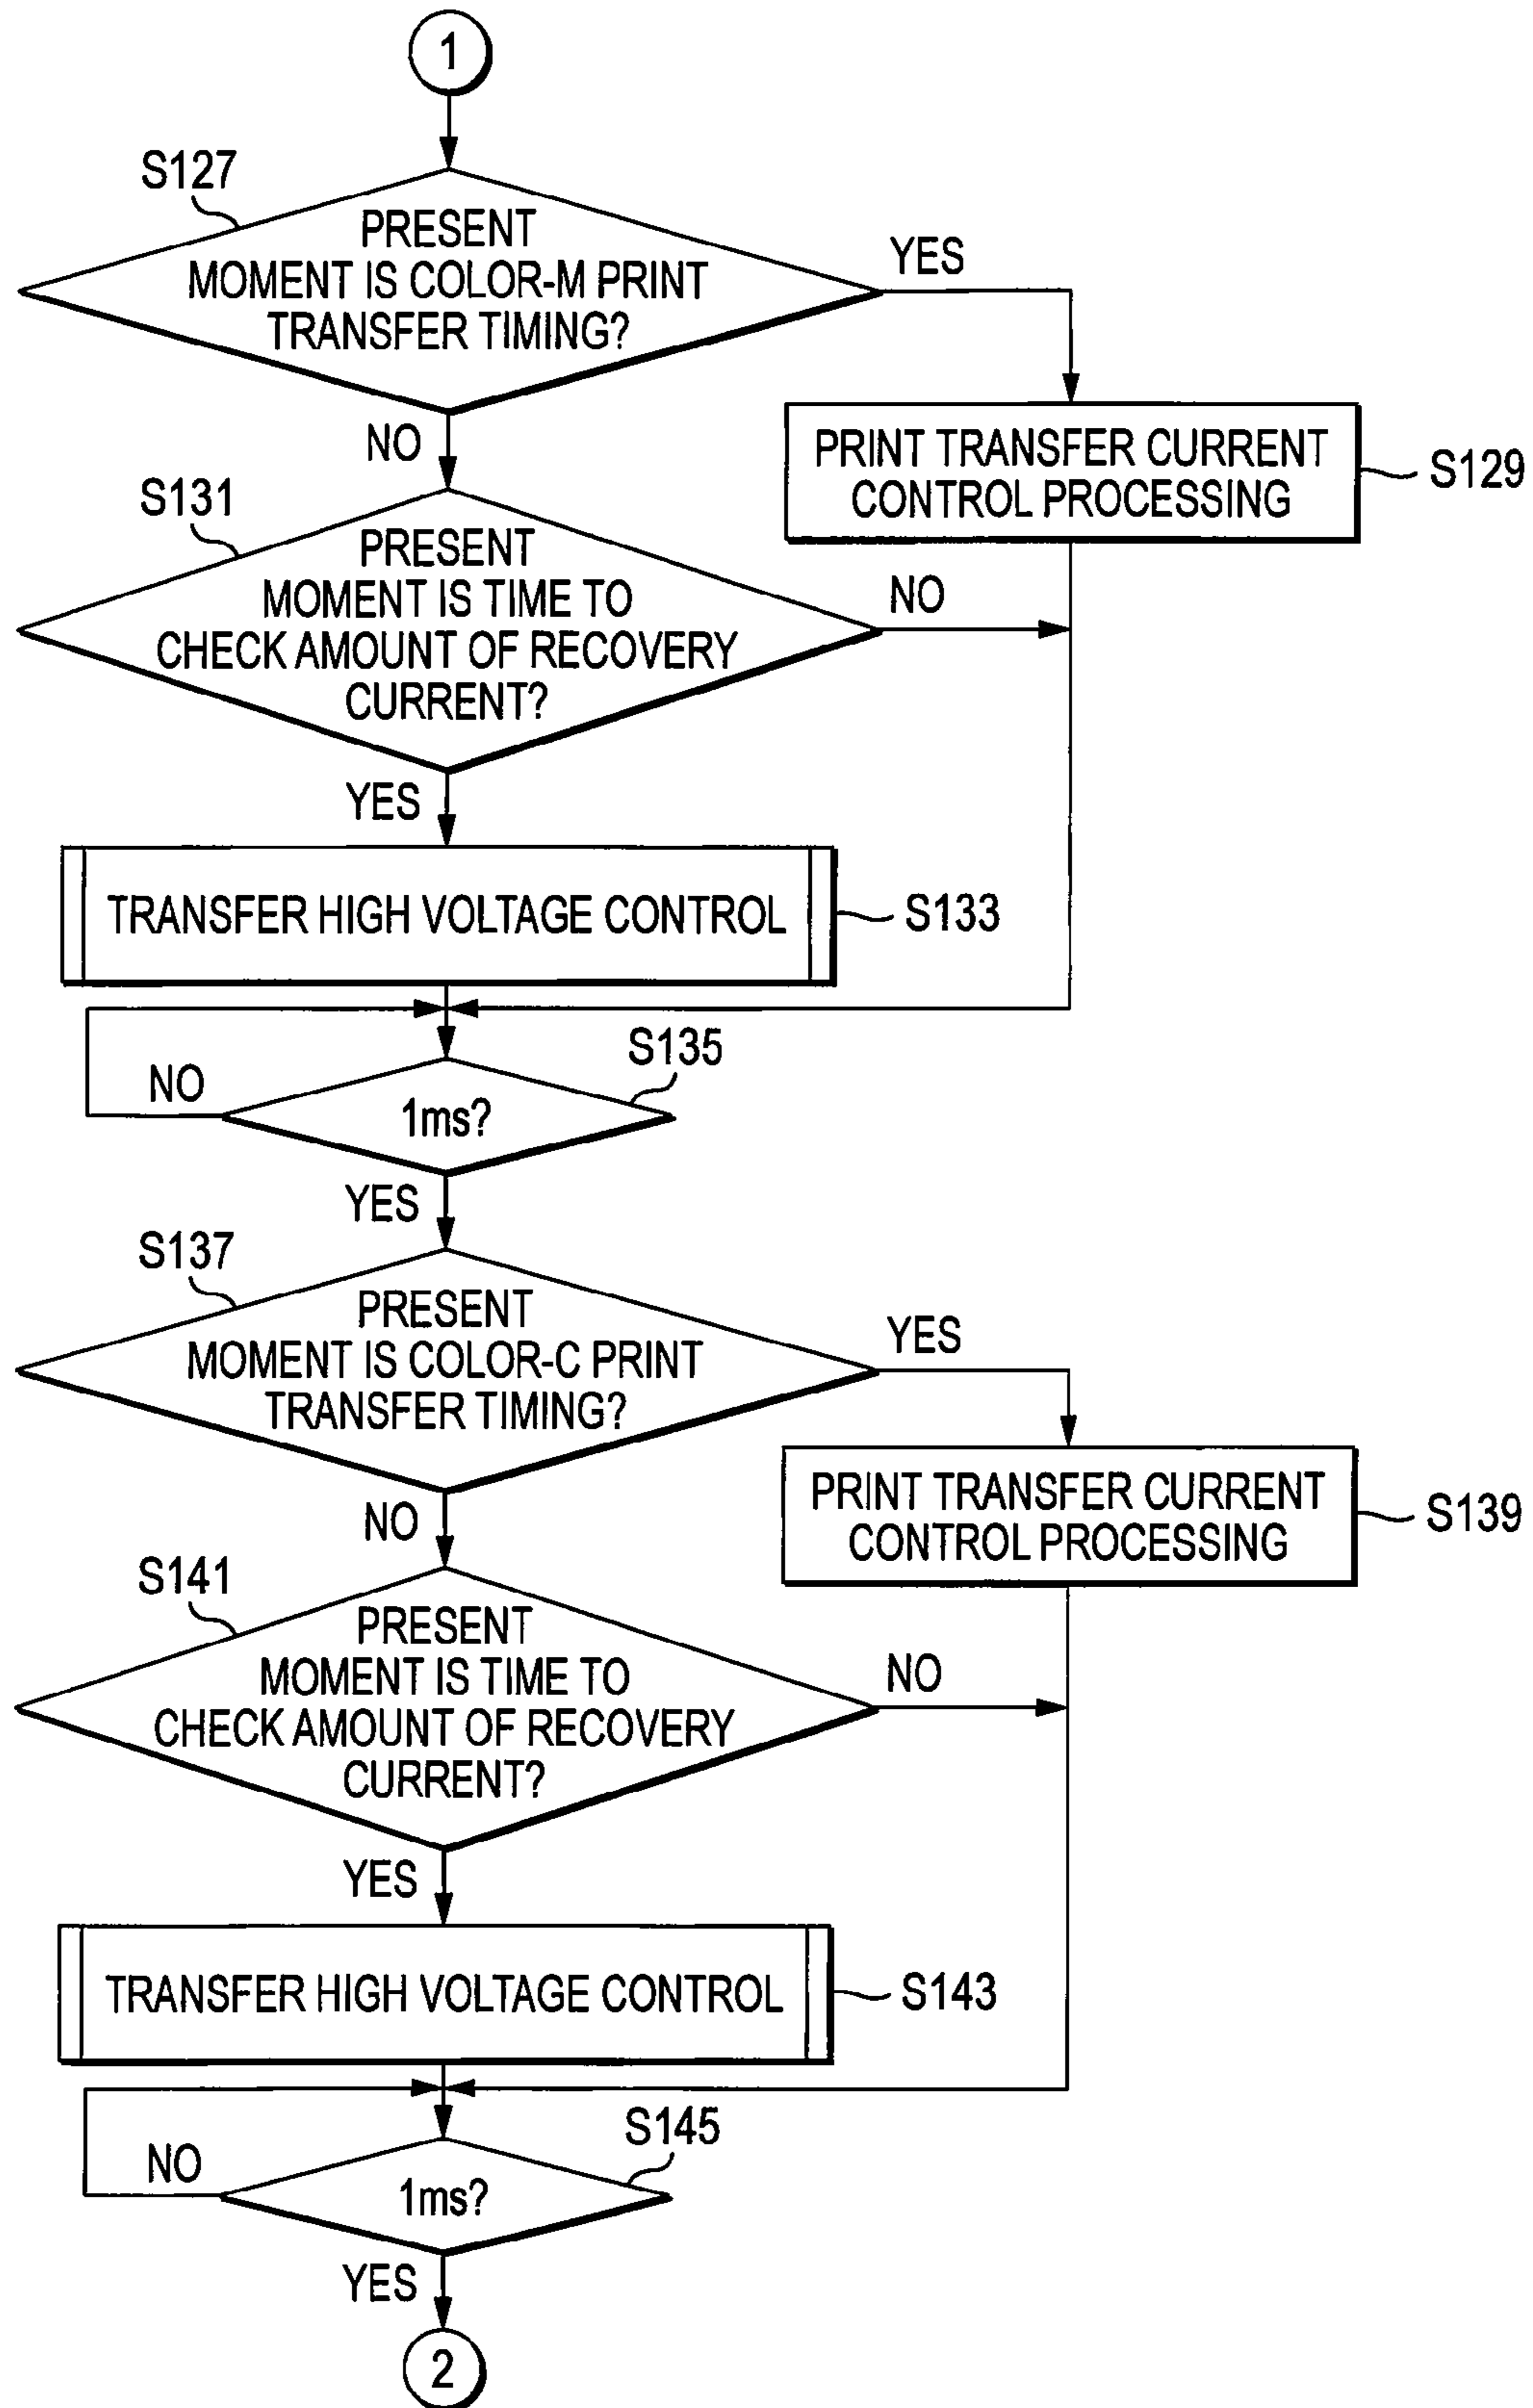 1
S127
PRESENT
MOMENT IS COLOR-M PRINT
TRANSFER TIMING?
YES
NO
PRINT TRANSFER CURRENT
CONTROL PROCESSING
S129
S131
PRESENT
MOMENT IS TIME TO
CHECK AMOUNT OF RECOVERY
CURRENT?
NO
YES
TRANSFER HIGH VOLTAGE CONTROL
S133
S135
NO
1ms?
YES
S137
PRESENT
MOMENT IS COLOR-C PRINT
TRANSFER TIMING?
YES
NO
PRINT TRANSFER CURRENT
CONTROL PROCESSING
S139
S141
PRESENT
MOMENT IS TIME TO
CHECK AMOUNT OF RECOVERY
CURRENT?
NO
YES
TRANSFER HIGH VOLTAGE CONTROL
S143
S145
NO
1ms?
YES
2